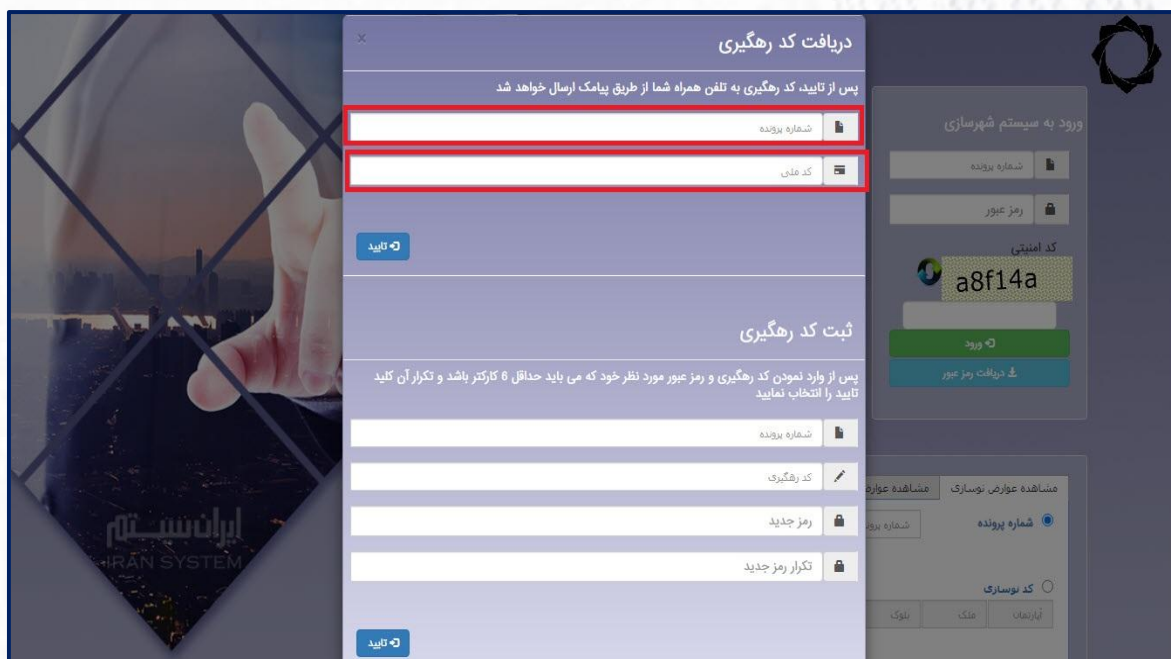 دریافت کد رهگیری
×
پس از تایید، کد رهگیری به تلفن همراه شما از طریق پیامک ارسال خواهد شد
شماره پرونده
کد ملی
تایید
ثبت کد رهگیری
پس از وارد نمودن کد رهگیری و رمز عبور مورد نظر خود که می باید حداقل 6 کارکتر باشد و تکرار آن کلید
تایید را انتخاب نمایید
شماره پرونده
کد رهگیری
رمز جدید
تکرار رمز جدید
تایید
ورود به سیستم شهرسازی
شماره پرونده
رمز عبور
کد امنیتی
a8f14a
ورود
دریافت رمز عبور
مشاهده عوارض نوسازی
مشاهده عوارض
شماره پرونده
کد نوسازی
آپارتمان
ملک
بلوک
ایران سیستم
IRAN SYSTEM